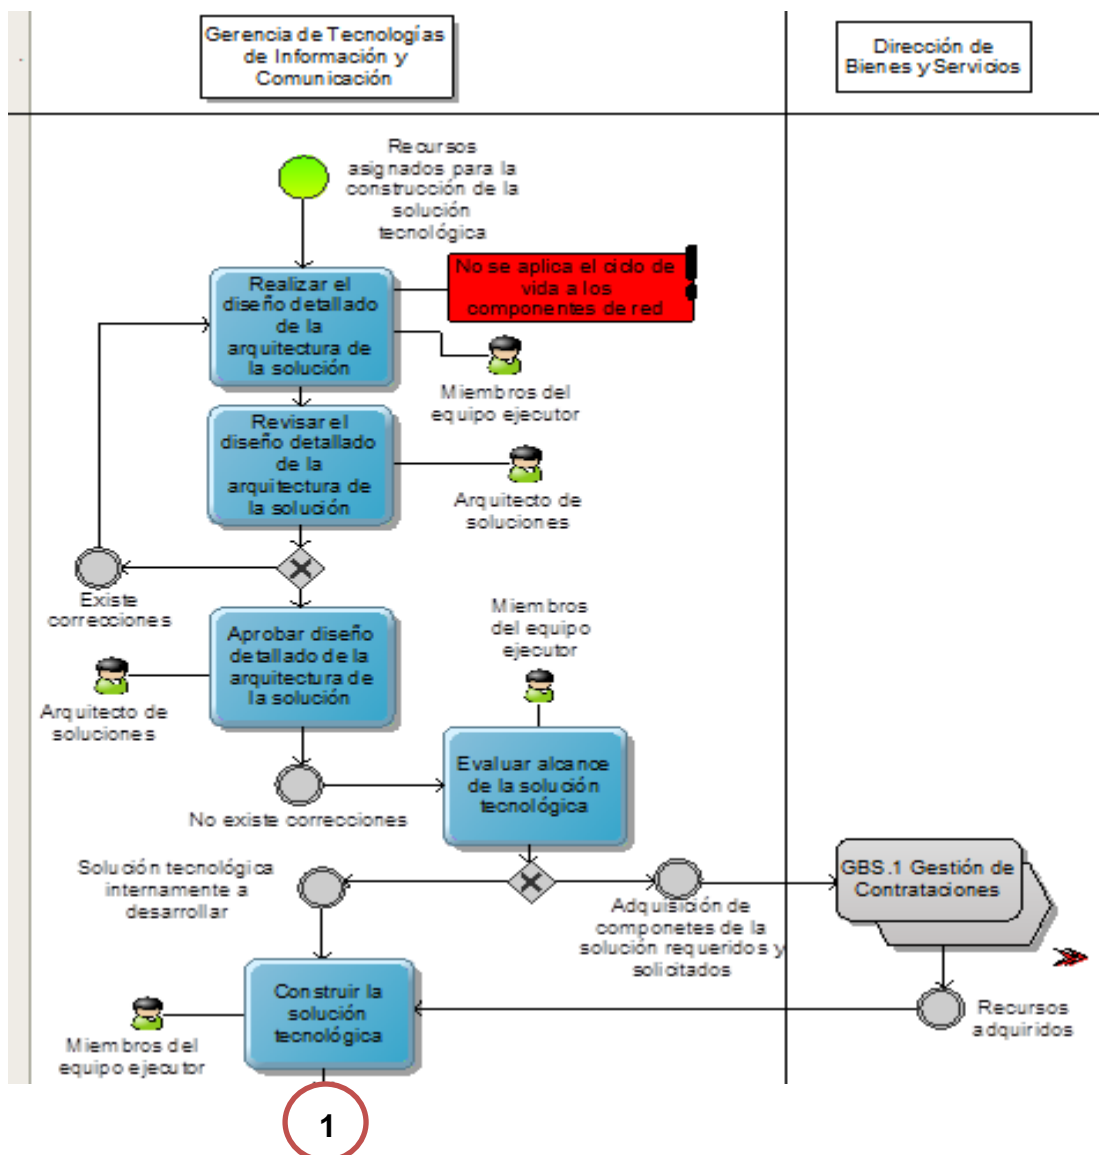 Gerencia de Tecnologías
de Información y
Comunicación
Dirección de
Bienes y Servicios
Recursos
asignados para la
construcción de la
solución
tecnológica
Realizar el
diseño detallado
de la
arquitectura de
la solución
No se aplica el ciclo de
vida a los
componentes de red
Miembros del
equipo ejecutor
Revisar el
diseño detallado
de la
arquitectura de
la solución
Arquitecto de
soluciones
Existe
correcciones
Aprobar diseño
detallado de la
arquitectura de
la solución
Arquitecto de
soluciones
Miembros
del equipo
ejecutor
Evaluar alcance
de la solución
tecnológica
No existe correcciones
Solución tecnológica
internamente a
desarrollar
Adquisición de
componetes de la
solución requeridos y
solicitados
GBS.1 Gestión de
Contrataciones
Construir la
solución
tecnológica
Miembros del
equipo ejecutor
Recursos
adquiridos
1